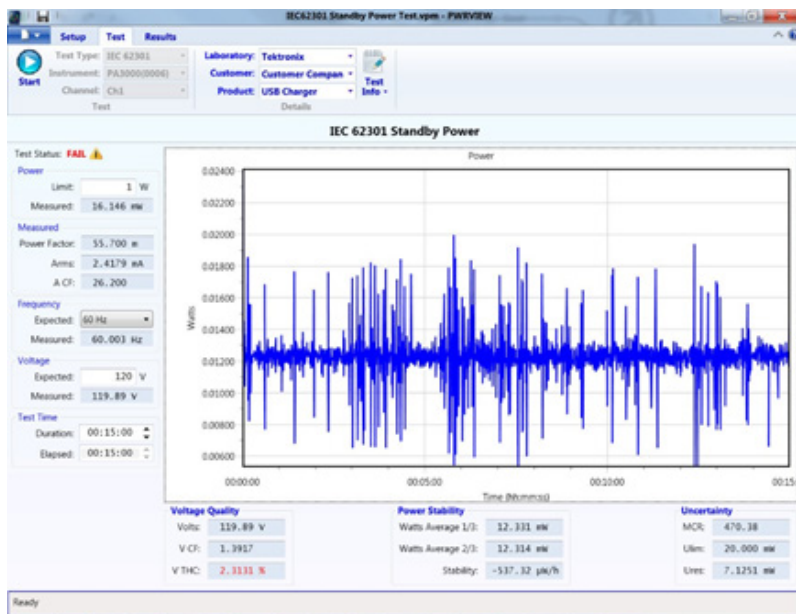 IEC62301 Standby Power Test.vpm - PWRVIEW
Setup Test Results
Start
Test Type: IEC 62301
Instrument: PA3000(0006)
Channel: Ch1
Test
Laboratory: Tektronix
Customer: Customer Compan
Product: USB Charger
Test Info
Details
IEC 62301 Standby Power
Test Status: FAIL
Power
Limit: 1 W
Measured: 16.146 mW
Measured
Power Factor: 55.700 m
Arms: 2.4179 mA
A CF: 26.200
Frequency
Expected: 60 Hz
Measured: 60.003 Hz
Voltage
Expected: 120 V
Measured: 119.89 V
Test Time
Duration: 00:15:00
Elapsed: 00:15:00
Power
0.02400
0.02200
0.02000
0.01800
0.01600
0.01400
0.01200
0.01000
0.00800
0.00600
Watts
00:00:00 00:05:00 00:10:00 00:15:
Time (hh:mm:ss)
Voltage Quality
Volts: 119.89 V
V CF: 1.3917
V THC: 2.3131 %
Power Stability
Watts Average 1/3: 12.331 mW
Watts Average 2/3: 12.314 mW
Stability: -537.32 µW/h
Uncertainty
MCR: 470.38
Ulim: 20.000 mW
Ures: 7.1251 mW
Ready